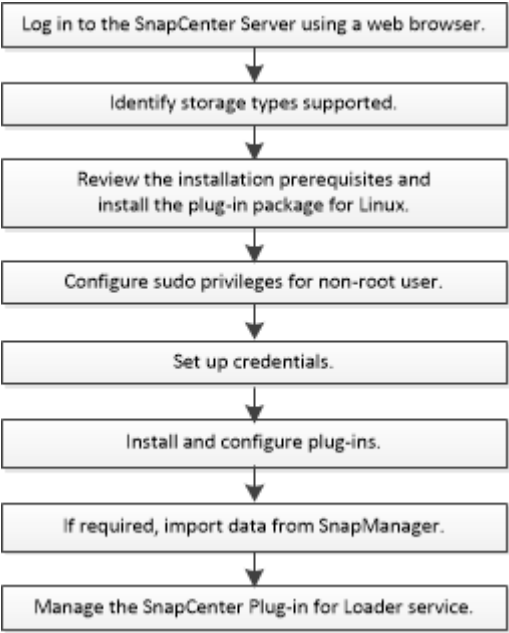 Log in to the SnapCenter Server using a web browser.
Identify storage types supported.
Review the installation prerequisites and
install the plug-in package for Linux.
Configure sudo privileges for non-root user.
Set up credentials.
Install and configure plug-ins.
If required, import data from SnapManager.
Manage the SnapCenter Plug-in for Loader service.